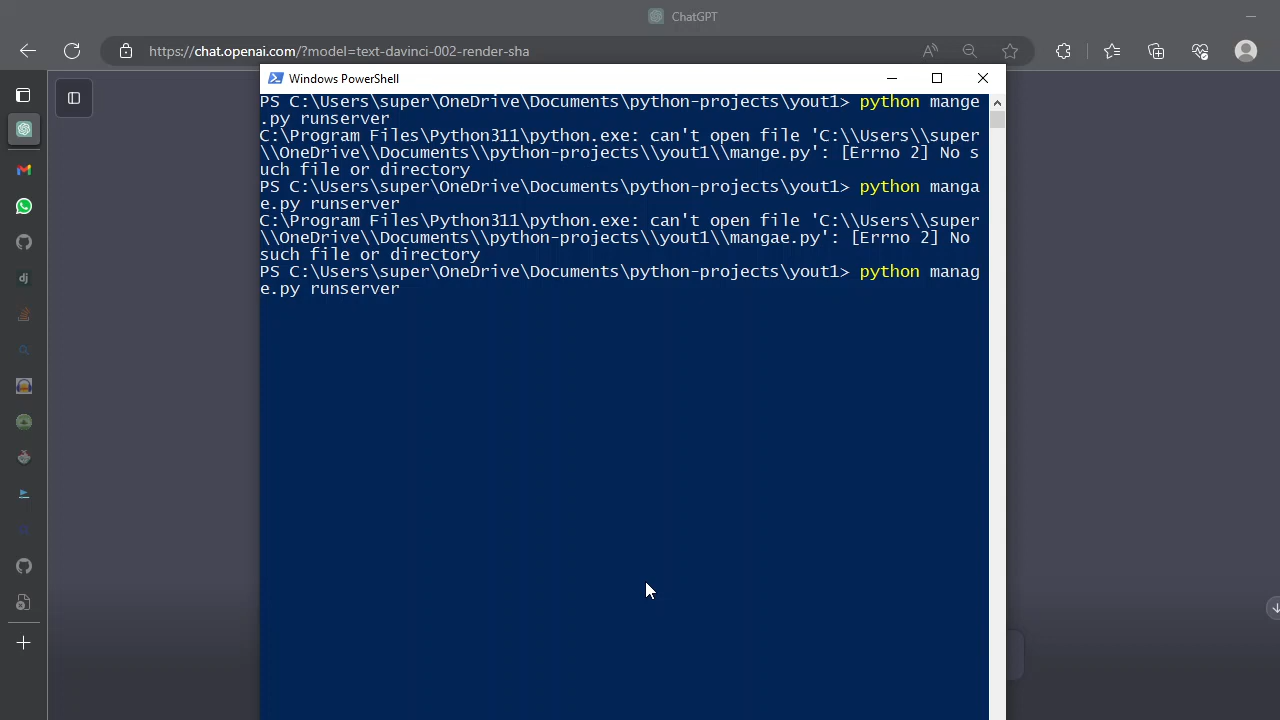 ChatGPT
https://chat.openai.com/?model=text-davinci-002-render-sha
Windows PowerShell
PS C:\Users\super\OneDrive\Documents\python-projects\yout1> python mange
.py runserver
C:\Program Files\Python311\python.exe: can't open file 'C:\\Users\\super
\\OneDrive\\Documents\\python-projects\\yout1\\mange.py': [Errno 2] No s
uch file or directory
PS C:\Users\super\OneDrive\Documents\python-projects\yout1> python manga
e.py runserver
C:\Program Files\Python311\python.exe: can't open file 'C:\\Users\\super
\\OneDrive\\Documents\\python-projects\\yout1\\mangae.py': [Errno 2] No
such file or directory
PS C:\Users\super\OneDrive\Documents\python-projects\yout1> python manag
e.py runserver
dj